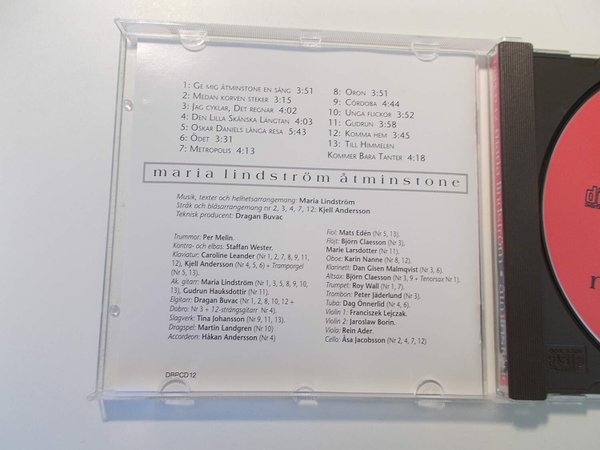 1: Ge mig åtminstone en sång 3:51
2: Medan korven steker 3:15
3: Jag cyklar, Det regnar 4:02
4: Den Lilla Skånska Längtan 4:03
5: Oskar Daniels långa resa 5:43
6: Ödet 3:31
7: Metropolis 4:13
8: Oron 3:51
9: Córdoba 4:44
10: Unga flickor 3:52
11: Gudrun 3:58
12: Komma hem 3:45
13: Till Himmelen
Kommer Bara Tanter 4:18
maria lindström åtminstone
Musik, texter och helhetsarrangemang: Maria Lindström
Stråk och blåsarrangemang nr 2, 3, 4, 7, 12: Kjell Andersson
Teknisk producent: Dragan Buvac
Trummor: Per Melin.
Kontra- och elbas: Staffan Wester.
Klaviatur: Caroline Leander (Nr 1, 2, 7, 8, 9, 11,
12), Kjell Andersson (Nr 4, 5, 6) + Tramporgel
(Nr 5, 13).
Ak. gitarr: Maria Lindström (Nr 1, 3, 5, 8, 9, 10,
13), Gudrun Hauksdottir (Nr 11).
Elgitarr: Dragan Buvac (Nr 1, 2, 8, 10, 12 +
Dobro: Nr 3 + 12-strängsgitarr Nr 4).
Slagverk: Tina Johansson (Nr 9, 11, 13).
Dragspel: Martin Landgren (Nr 10)
Accordeon: Håkan Andersson (Nr 4)
Fiol: Mats Edén (Nr 5, 13).
Flöjt: Björn Claesson (Nr 3),
Marie Larsdotter (Nr 11).
Oboe: Karin Nanne (Nr 8, 12).
Klarinett: Dan Gisen Malmqvist (Nr 3, 6).
Altsax: Björn Claesson (Nr 3, 9 + Tenorsax Nr 1).
Trumpet: Roy Wall (Nr 1, 7).
Trombon: Peter Jäderlund (Nr 3).
Tuba: Dag Önnerlid (Nr 4, 6).
Violin 1: Franciszek Lejczak.
Violin 2: Jaroslaw Borin.
Viola: Rein Ader.
Cello: Åsa Jacobsson (Nr 2, 4, 7, 12)
DBPCD12